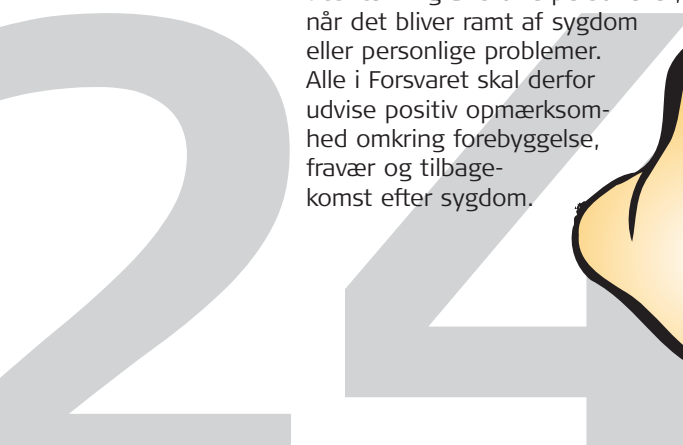 når det bliver ramt af sygdom
eller personlige problemer.
Alle i Forsvaret skal derfor
udvise positiv opmærksom-
hed omkring forebyggelse,
fravær og tilbage-
komst efter sygdom.
24